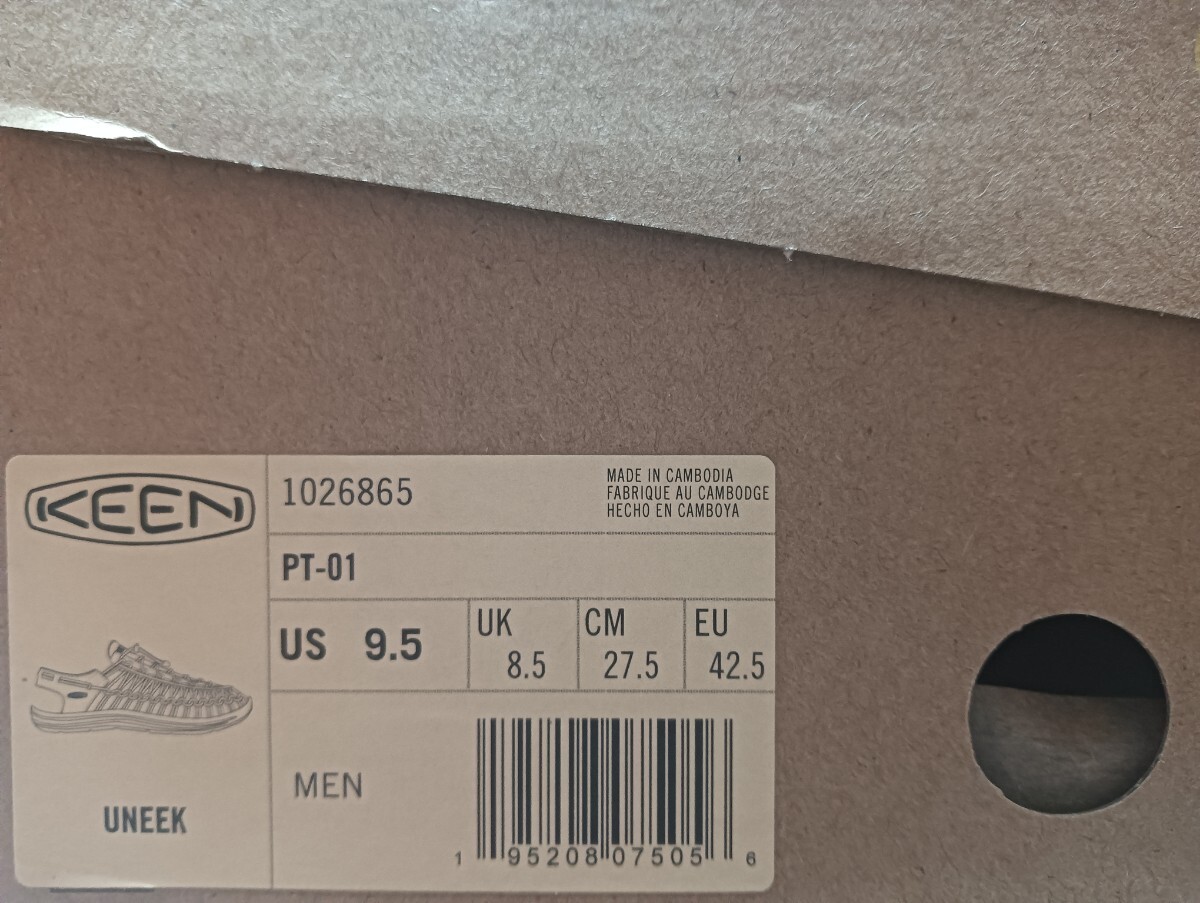 KEEN
1026865
MADE IN CAMBODIA
FABRIQUE AU CAMBODGE
HECHO EN CAMBOYA
PT-01
US 9.5
UK 8.5
CM 27.5
EU 42.5
MEN
UNEEK
1 95208 07505 6